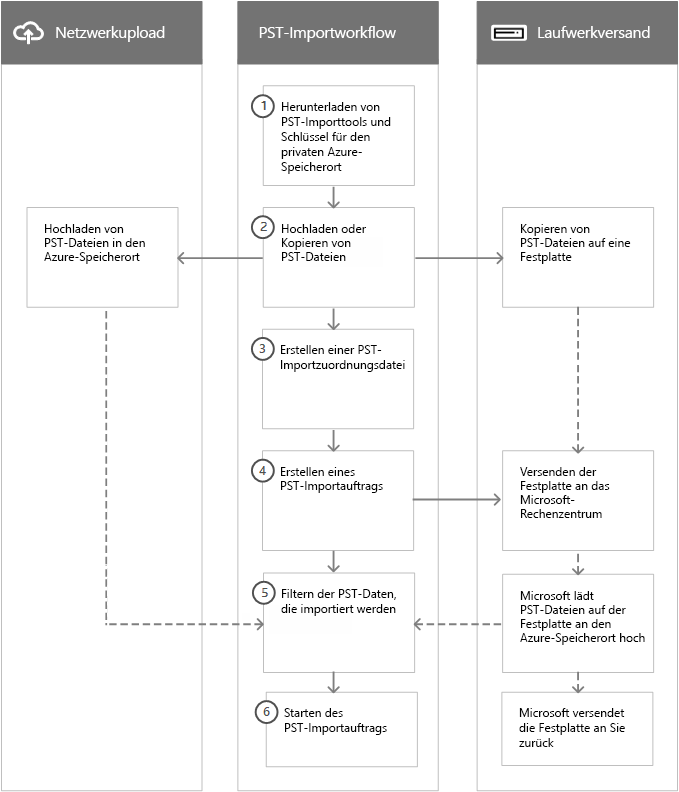 Netzwerkupload
PST-Importworkflow
Laufwerkversand
1
Herunterladen von
PST-Importtools und
Schlüssel für den
privaten Azure-
Speicherort
Hochladen von
PST-Dateien in den
Azure-Speicherort
2
Hochladen oder
Kopieren von
PST-Dateien
Kopieren von
PST-Dateien auf eine
Festplatte
3
Erstellen einer PST-
Importzuordnungsdatei
4
Erstellen eines
PST-Importauftrags
Versenden der
Festplatte an das
Microsoft-
Rechenzentrum
5
Filtern der PST-Daten,
die importiert werden
Microsoft lädt
PST-Dateien auf der
Festplatte an den
Azure-Speicherort hoch
6
Starten des
PST-Importauftrags
Microsoft versendet
die Festplatte an Sie
zurück